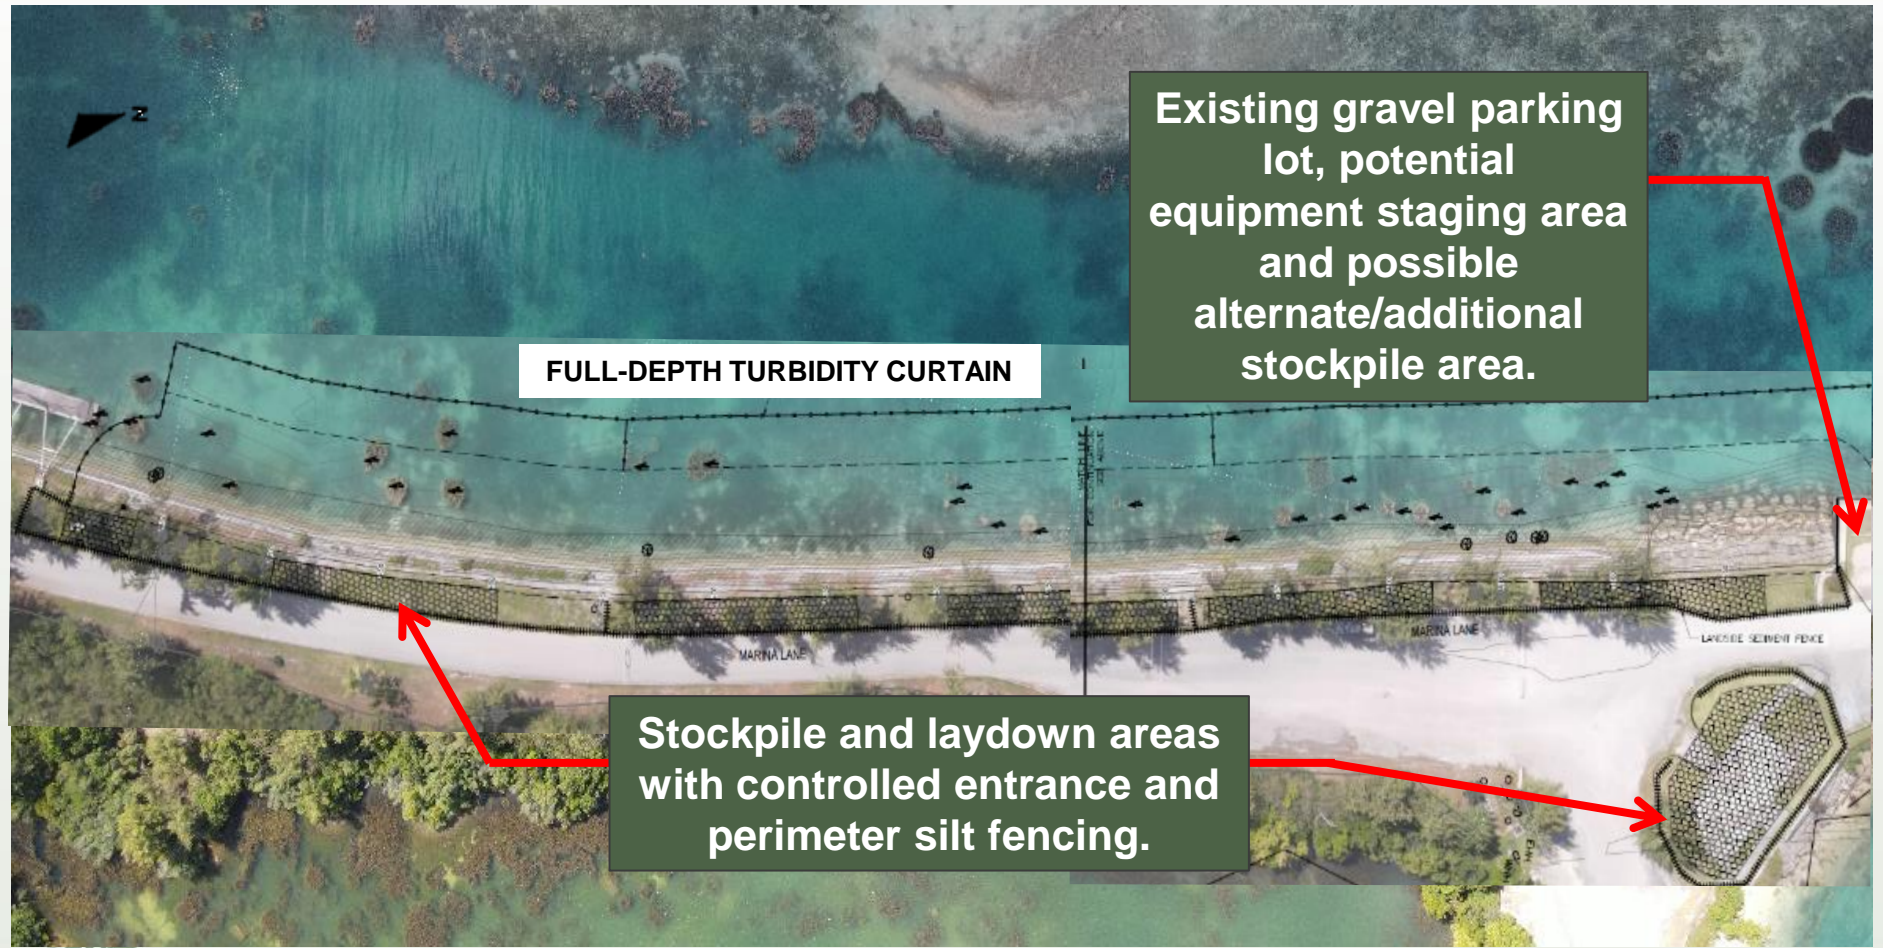 Z
Existing gravel parking
lot, potential
equipment staging area
and possible
alternate/additional
stockpile area.
FULL-DEPTH TURBIDITY CURTAIN
MARINA LANE
MARINA LANE
LANDSIDE SEDIMENT FENCE
Stockpile and laydown areas
with controlled entrance and
perimeter silt fencing.